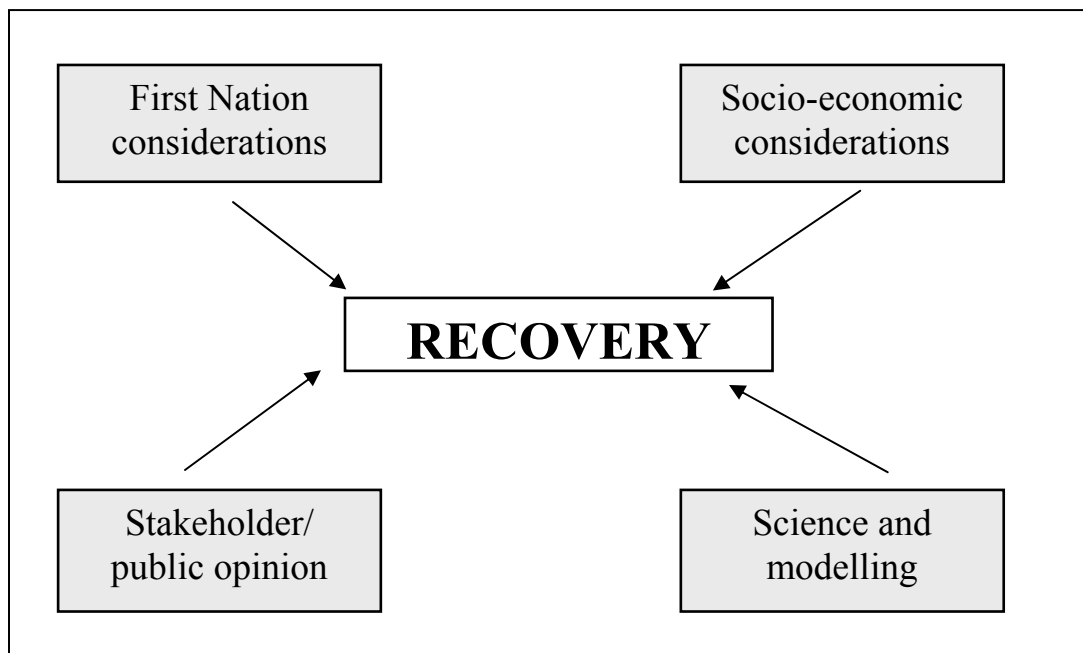 First Nation
considerations
Socio-economic
considerations
RECOVERY
Stakeholder/
public opinion
Science and
modelling